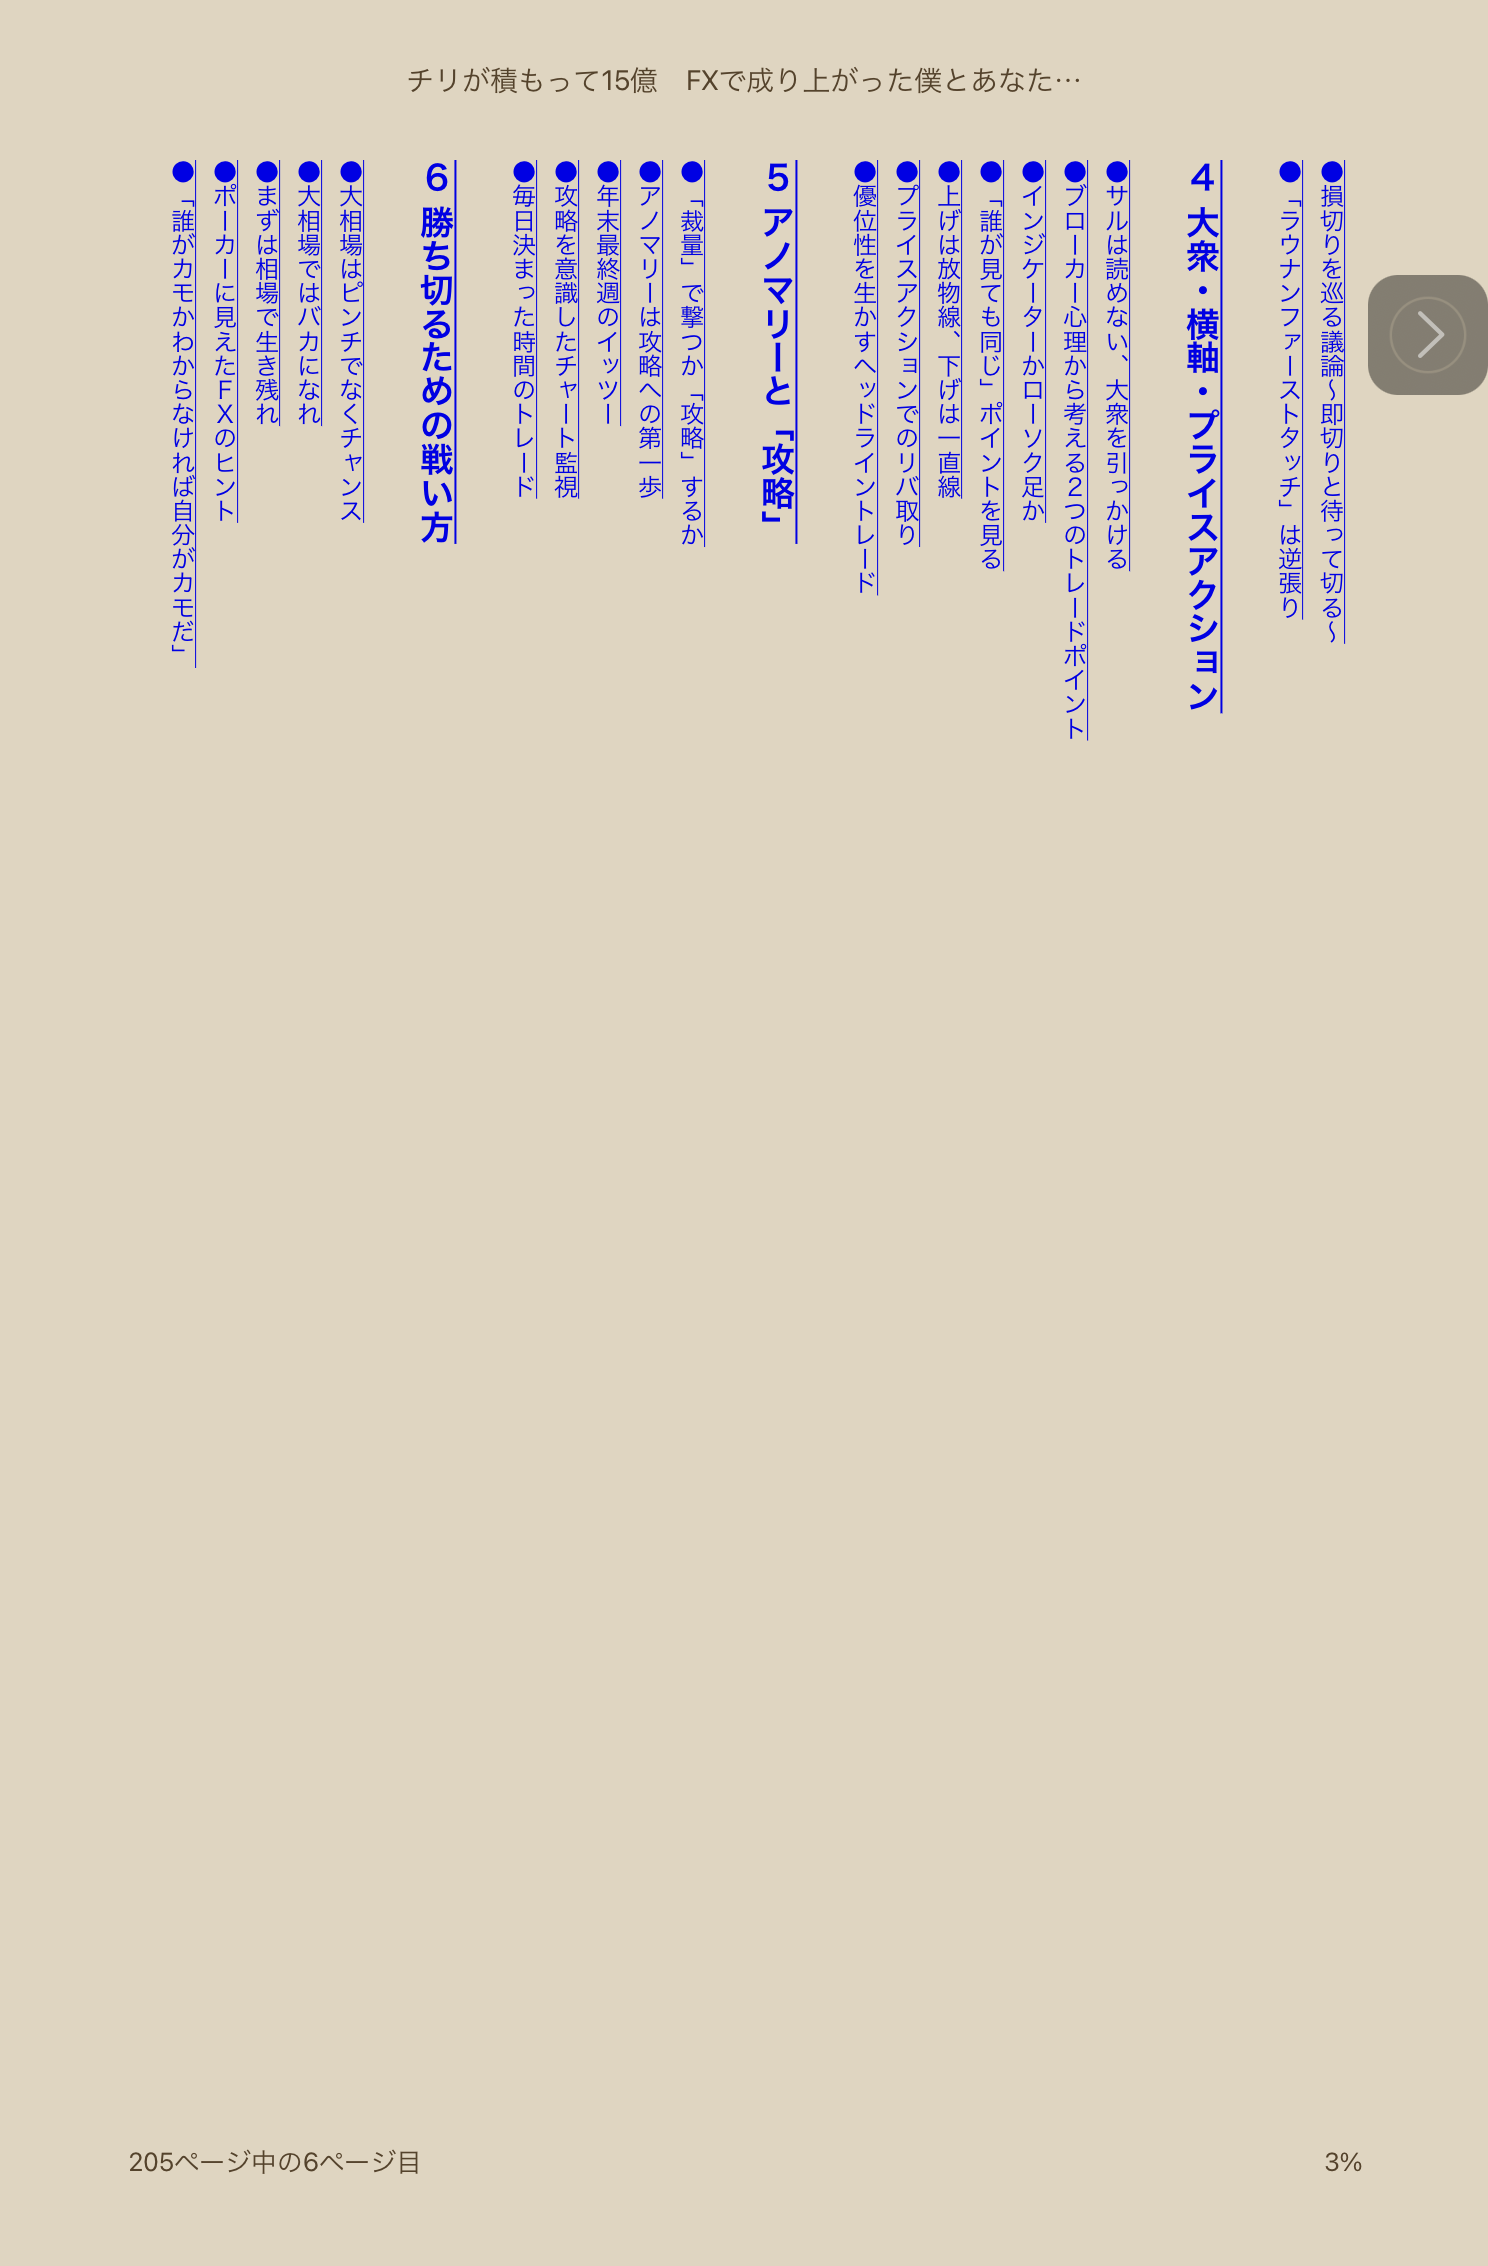 チリが積もって15億　FXで成り上がった僕とあなた…
●損切りを巡る議論〜即切りと待って切る〜
●「ラウナンファーストタッチ」は逆張り
4 大衆・横軸・プライスアクション
●サルは読めない、大衆を引っかける
●ブローカー心理から考える2つのトレードポイント
●インジケーターかローソク足か
●「誰が見ても同じ」ポイントを見る
●上げは放物線、下げは一直線
●プライスアクションでのリバ取り
●優位性を生かすヘッドライントレード
5 アノマリーと「攻略」
●「裁量」で撃つか「攻略」するか
●アノマリーは攻略への第一歩
●年末最終週のイッツー
●攻略を意識したチャート監視
●毎日決まった時間のトレード
6 勝ち切るための戦い方
●大相場はピンチでなくチャンス
●大相場ではバカになれ
●まずは相場で生き残れ
●ポーカーに見えたＦＸのヒント
●「誰がカモかわからなければ自分がカモだ」
205ページ中の6ページ目
3%